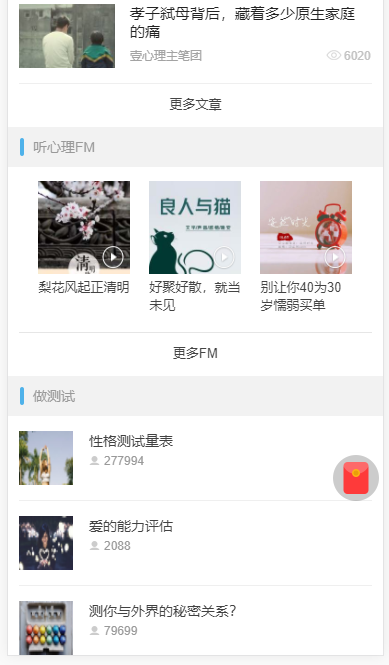 孝子弑母背后，藏着多少原生家庭
的痛
壹心理主笔团
6020
更多文章
听心理FM
良人与猫
清明
梨花风起正清明
好聚好散，就当
未见
别让你40为30
岁懦弱买单
更多FM
做测试
性格测试量表
277994
爱的能力评估
2088
测你与外界的秘密关系？
79699